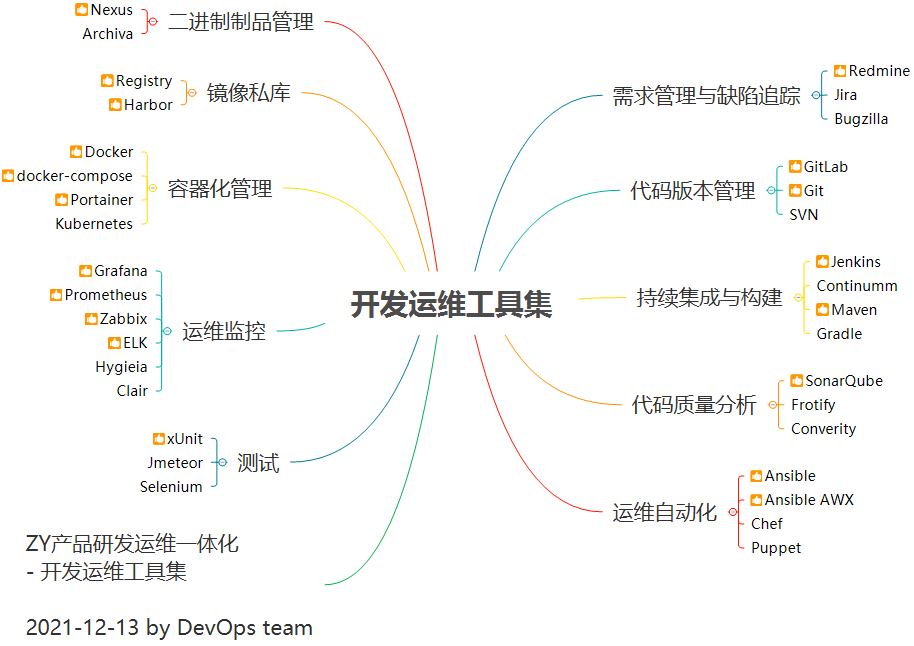 开发运维工具集
二进制制品管理
Nexus
Archiva
镜像私库
Registry
Harbor
容器化管理
Docker
docker-compose
Portainer
Kubernetes
运维监控
Grafana
Prometheus
Zabbix
ELK
Hygieia
Clair
测试
xUnit
Jmeteor
Selenium
ZY产品研发运维一体化
- 开发运维工具集
2021-12-13 by DevOps team
需求管理与缺陷追踪
Redmine
Jira
Bugzilla
代码版本管理
GitLab
Git
SVN
持续集成与构建
Jenkins
Continumm
Maven
Gradle
代码质量分析
SonarQube
Frotify
Converity
运维自动化
Ansible
Ansible AWX
Chef
Puppet